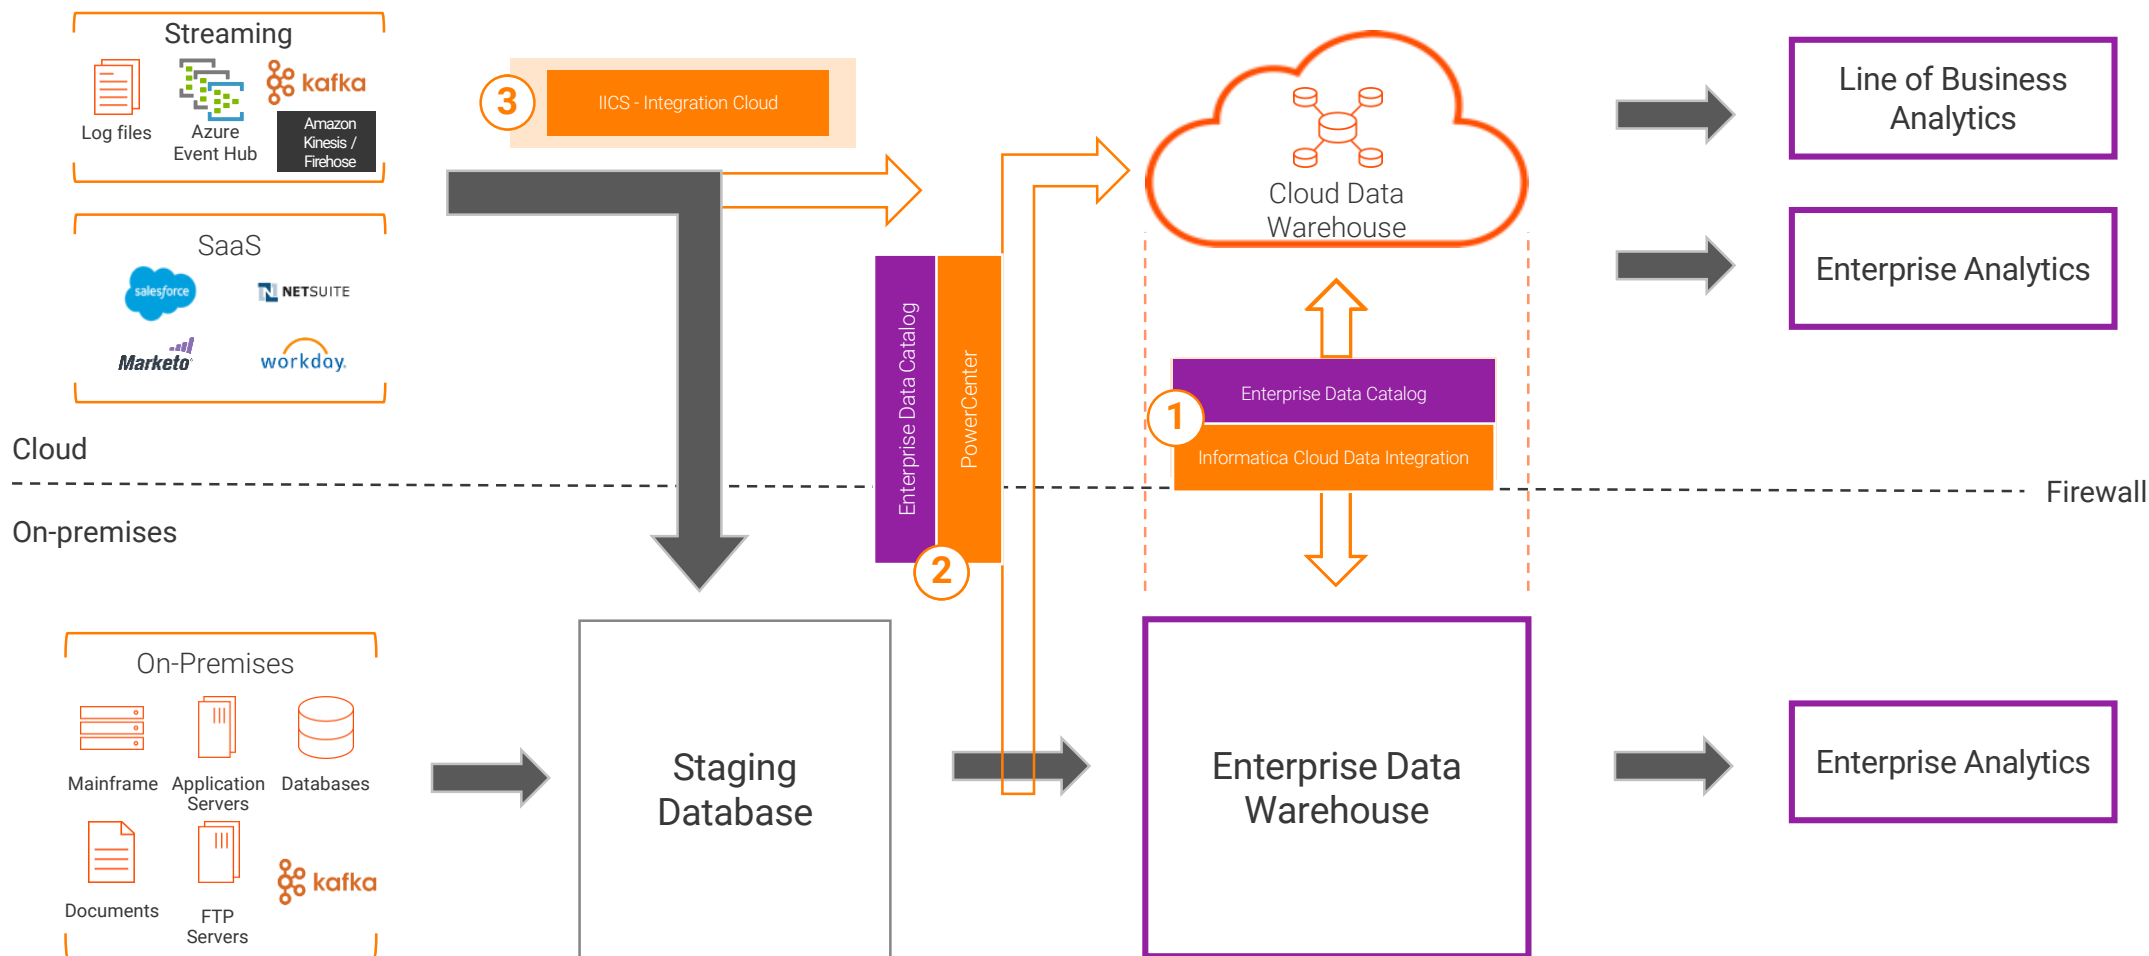 Streaming
Log files
Azure
Event Hub
kafka
Amazon
Kinesis /
Firehose
SaaS
salesforce
NETSUITE
Marketo
workday.
Cloud
On-premises
Firewall
3
IICS - Integration Cloud
Enterprise Data Catalog
PowerCenter
2
Cloud Data
Warehouse
1
Enterprise Data Catalog
Informatica Cloud Data Integration
Line of Business
Analytics
Enterprise Analytics
On-Premises
Mainframe
Application
Servers
Databases
Documents
FTP
Servers
kafka
Staging
Database
Enterprise Data
Warehouse
Enterprise Analytics